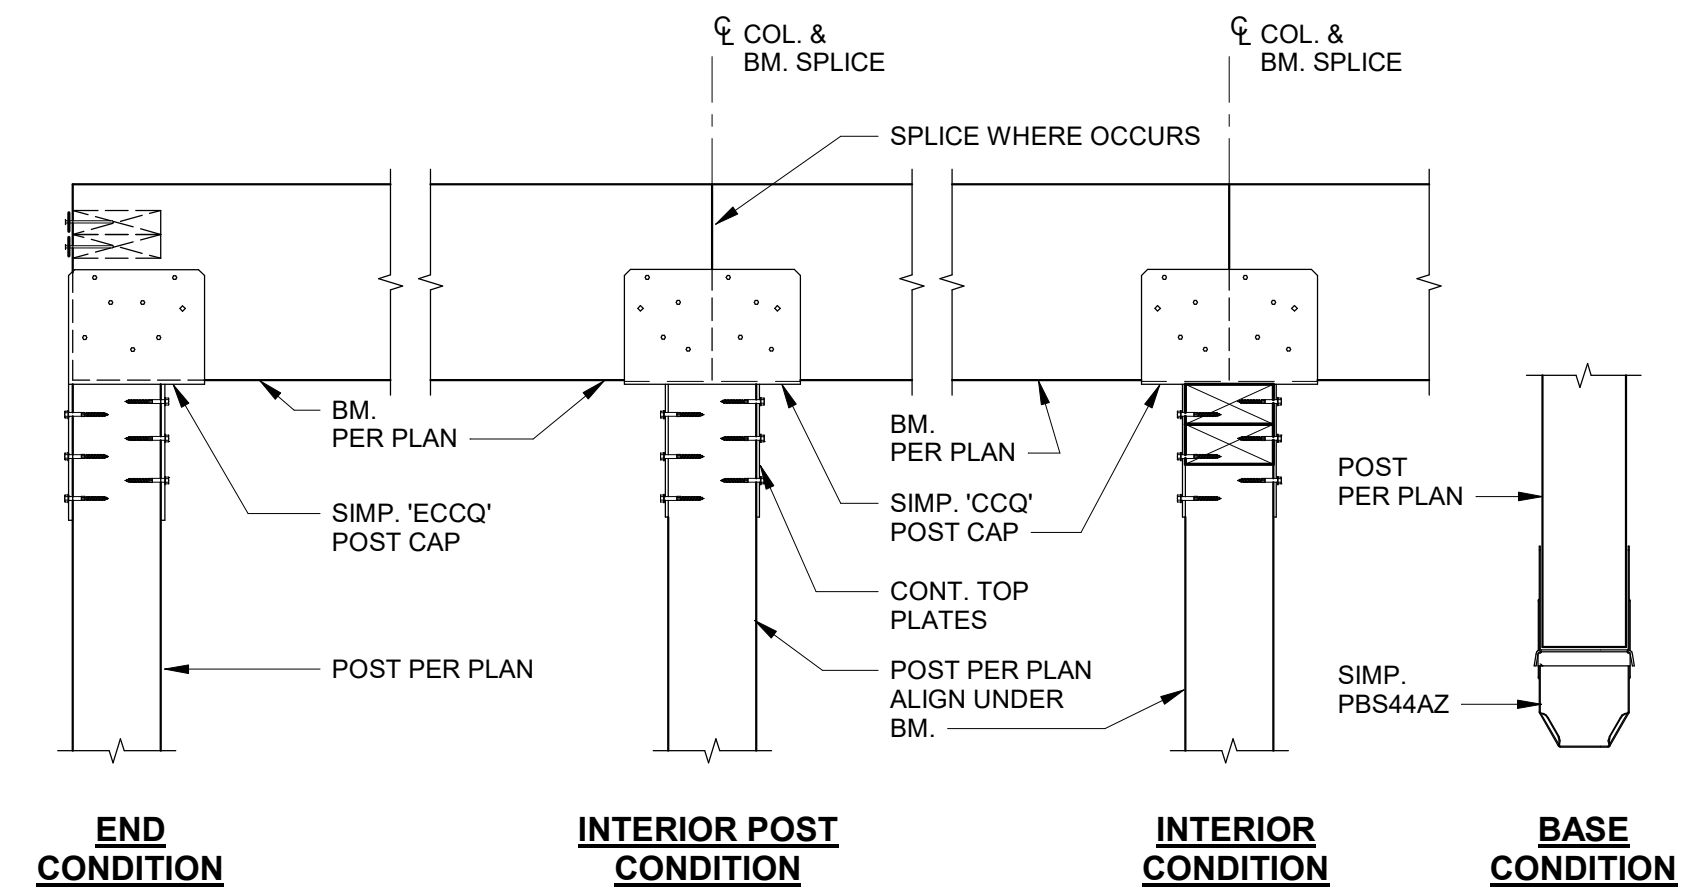 ℄ COL. &
BM. SPLICE
℄ COL. &
BM. SPLICE
SPLICE WHERE OCCURS
BM.
PER PLAN
SIMP. 'ECCQ'
POST CAP
POST PER PLAN
BM.
PER PLAN
SIMP. 'CCQ'
POST CAP
CONT. TOP
PLATES
POST PER PLAN
ALIGN UNDER
BM.
POST
PER PLAN
SIMP.
PBS44AZ
END
CONDITION
INTERIOR POST
CONDITION
INTERIOR
CONDITION
BASE
CONDITION